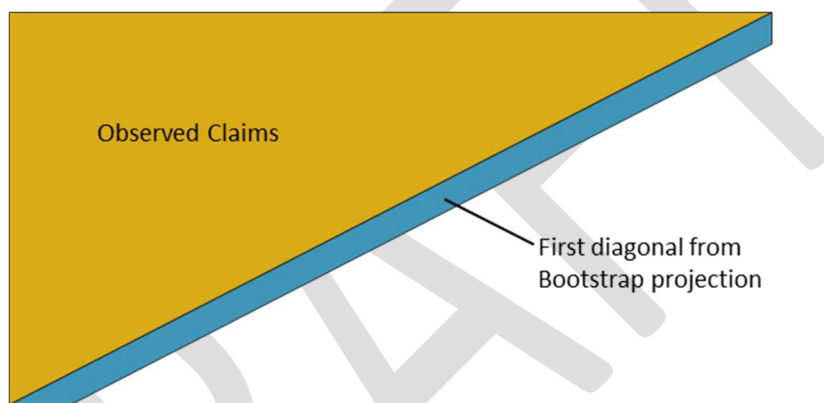 Observed Claims
First diagonal from
Bootstrap projection